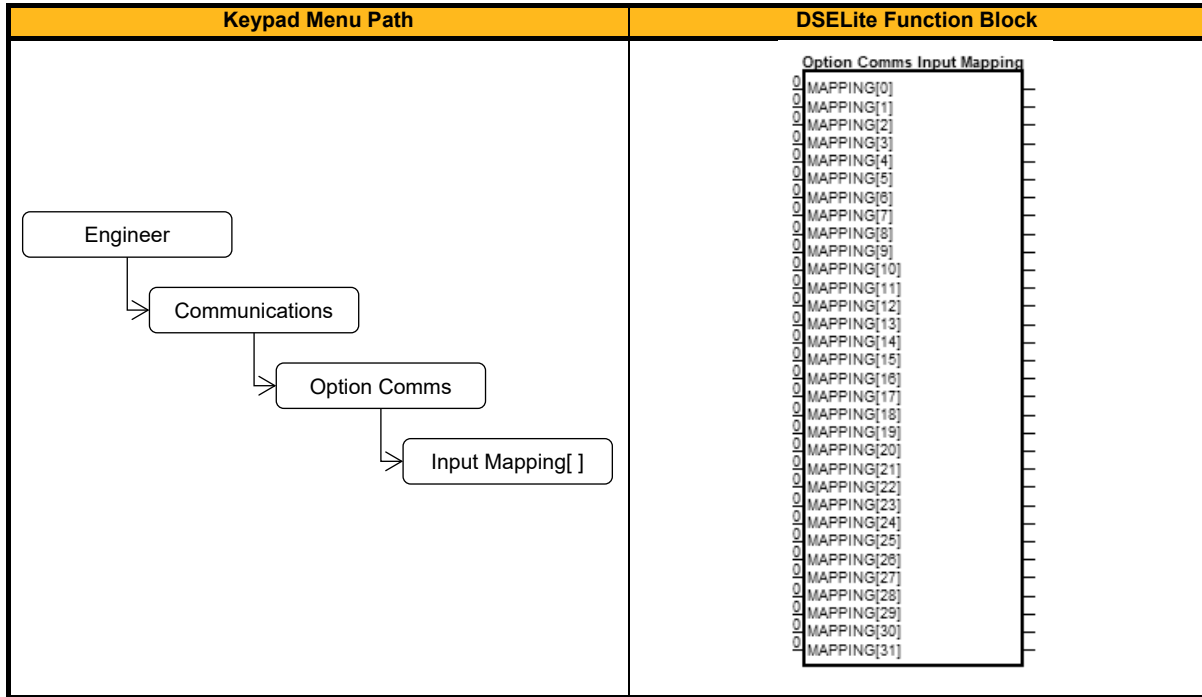 Keypad Menu Path
DSELite Function Block
Engineer
Communications
Option Comms
Input Mapping[ ]
Option Comms Input Mapping
0 MAPPING[0]
0 MAPPING[1]
0 MAPPING[2]
0 MAPPING[3]
0 MAPPING[4]
0 MAPPING[5]
0 MAPPING[6]
0 MAPPING[7]
0 MAPPING[8]
0 MAPPING[9]
0 MAPPING[10]
0 MAPPING[11]
0 MAPPING[12]
0 MAPPING[13]
0 MAPPING[14]
0 MAPPING[15]
0 MAPPING[16]
0 MAPPING[17]
0 MAPPING[18]
0 MAPPING[19]
0 MAPPING[20]
0 MAPPING[21]
0 MAPPING[22]
0 MAPPING[23]
0 MAPPING[24]
0 MAPPING[25]
0 MAPPING[26]
0 MAPPING[27]
0 MAPPING[28]
0 MAPPING[29]
0 MAPPING[30]
0 MAPPING[31]